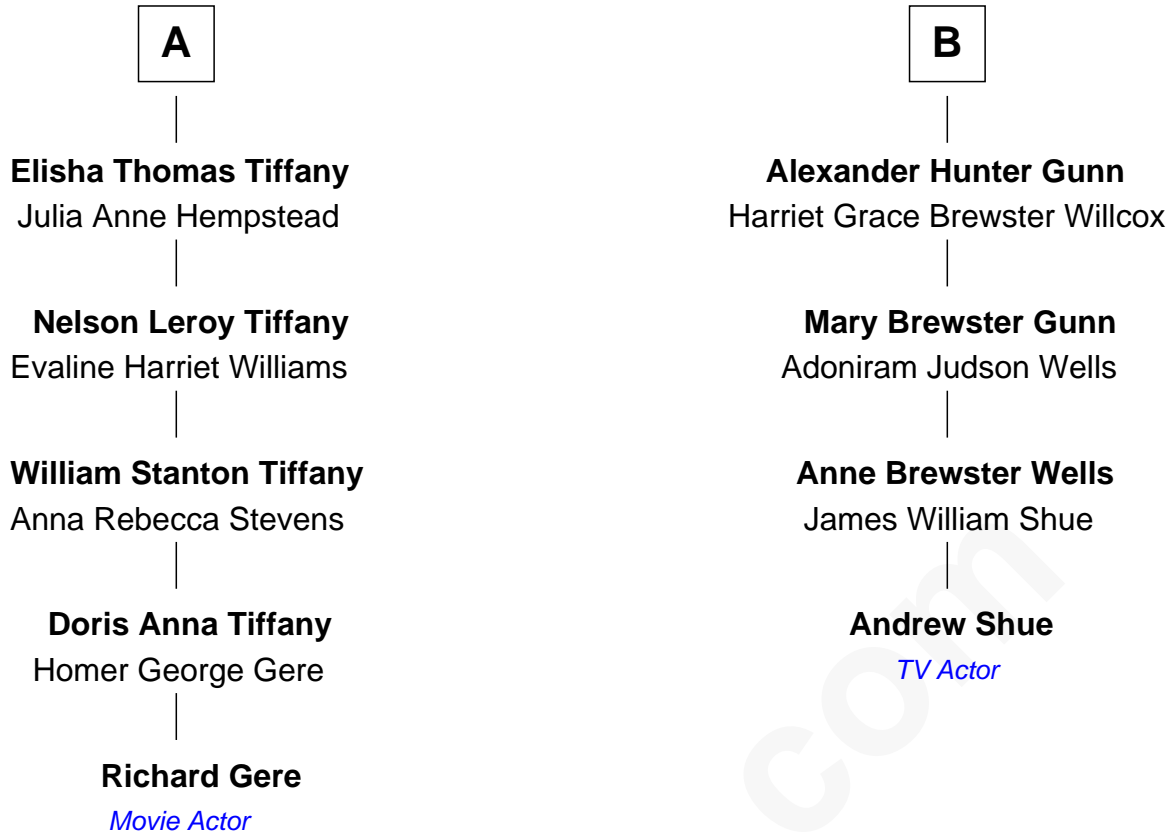 A
Elisha Thomas Tiffany
Julia Anne Hempstead
Nelson Leroy Tiffany
Evaline Harriet Williams
William Stanton Tiffany
Anna Rebecca Stevens
Doris Anna Tiffany
Homer George Gere
Richard Gere
Movie Actor
B
Alexander Hunter Gunn
Harriet Grace Brewster Willcox
Mary Brewster Gunn
Adoniram Judson Wells
Anne Brewster Wells
James William Shue
Andrew Shue
TV Actor
com